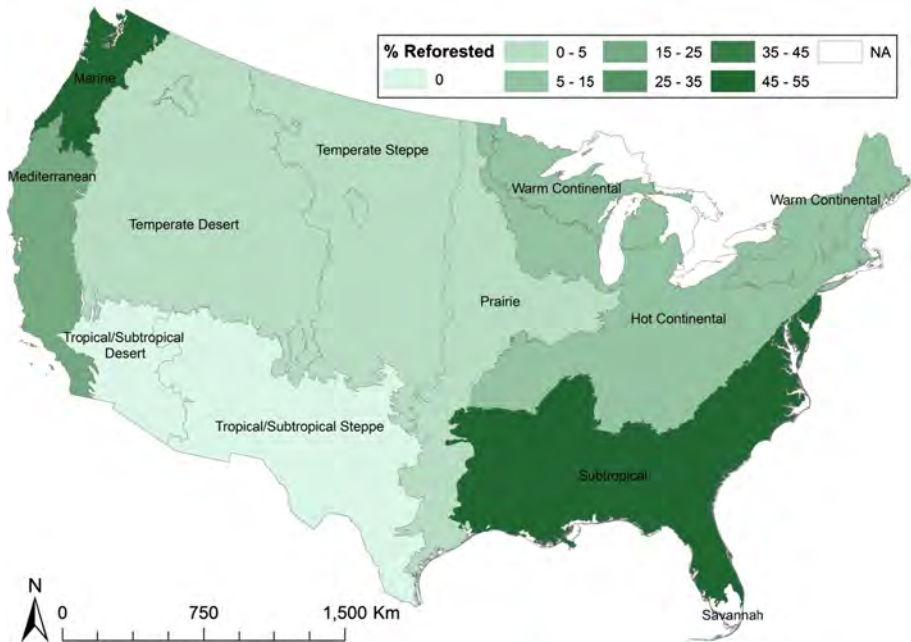 % Reforested
0
0 - 5
5 - 15
15 - 25
25 - 35
35 - 45
45 - 55
NA
Marine
Mediterranean
Temperate Steppe
Temperate Desert
Warm Continental
Warm Continental
Prairie
Hot Continental
Tropical/Subtropical
Desert
Tropical/Subtropical Steppe
Subtropical
Savannah
N
0 750 1,500 Km